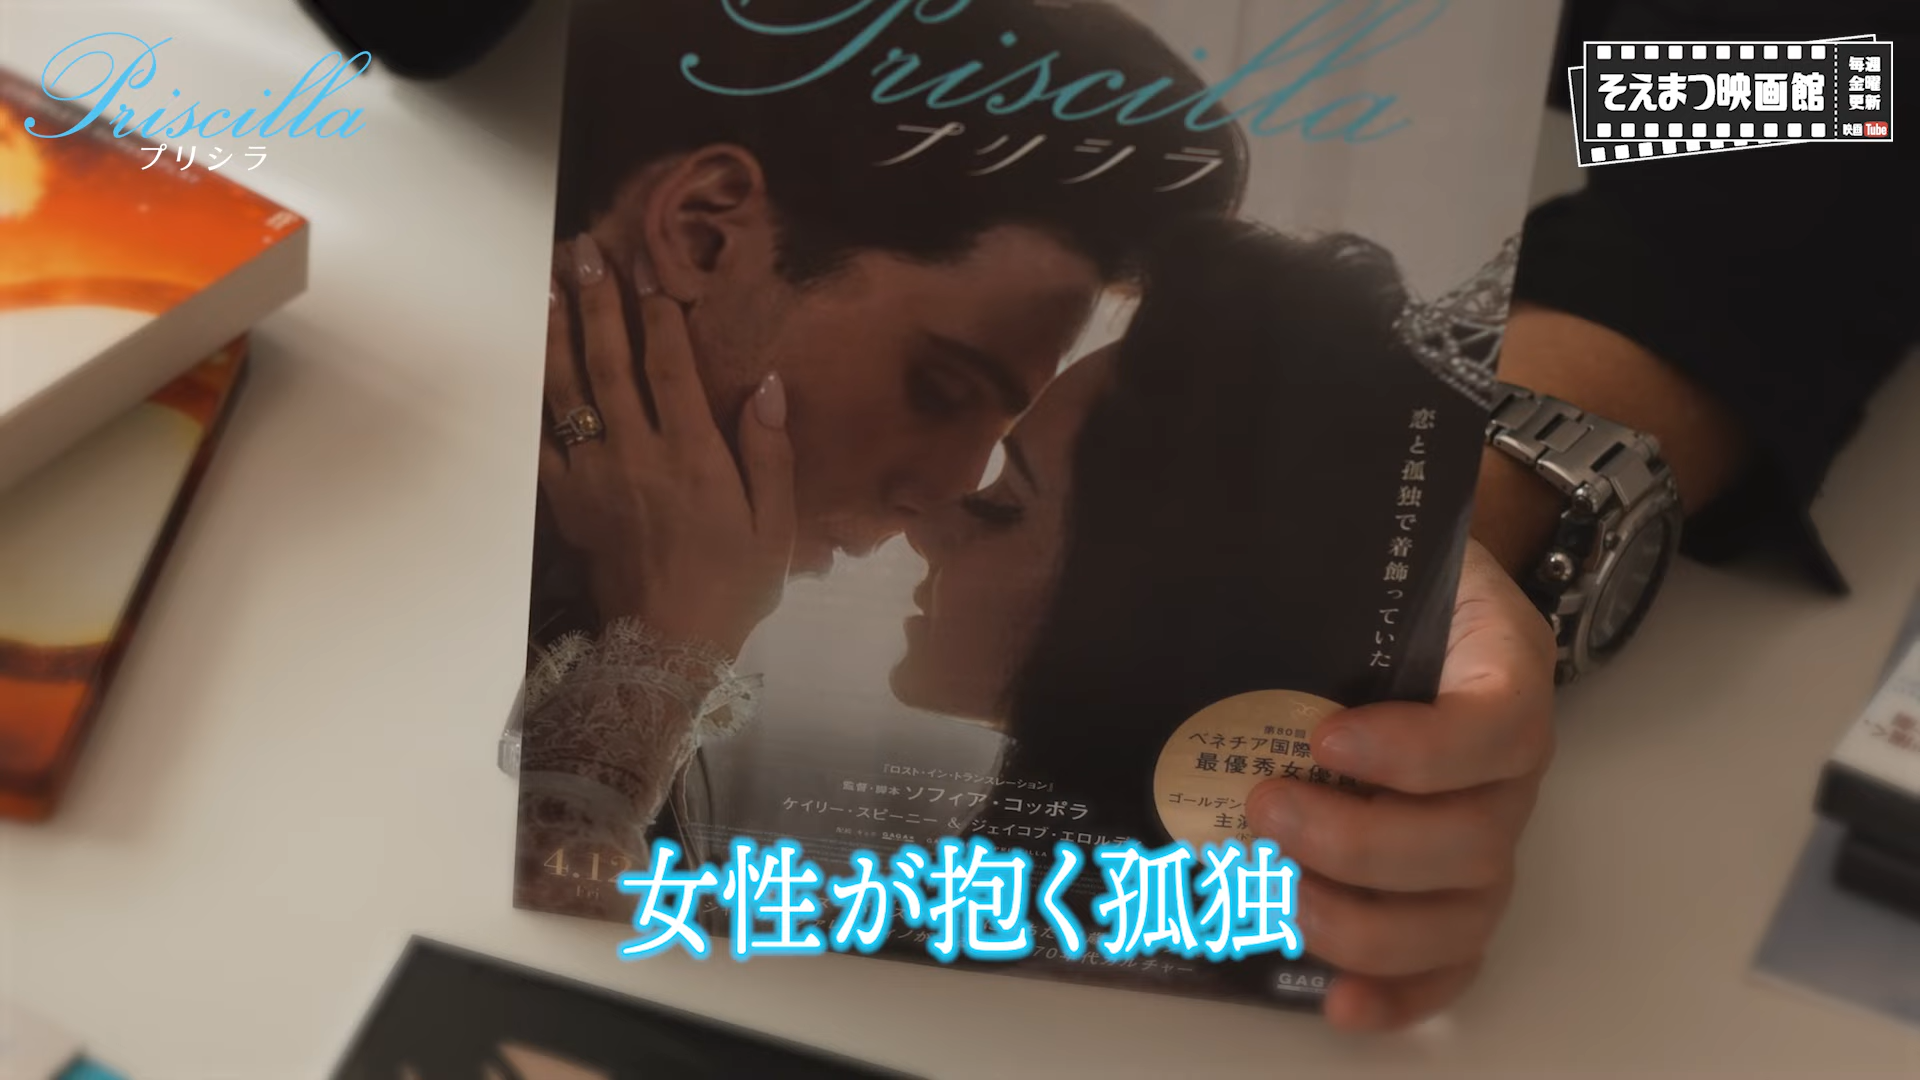 Priscilla
プリシラ
そえまつ映画館
毎週
金曜
更新
映画Tube
Priscilla
プリシラ
恋と孤独で着飾っていた
第80回
ベネチア国際
最優秀女優賞
ゴールデン
主演
『ロスト・イン・トランスレーション』
監督・脚本 ソフィア・コッポラ
ケイリー・スピーニー & ジェイコブ・エロルディ
4.12
Fri
女性が抱く孤独
70年代カルチャー
GAGA